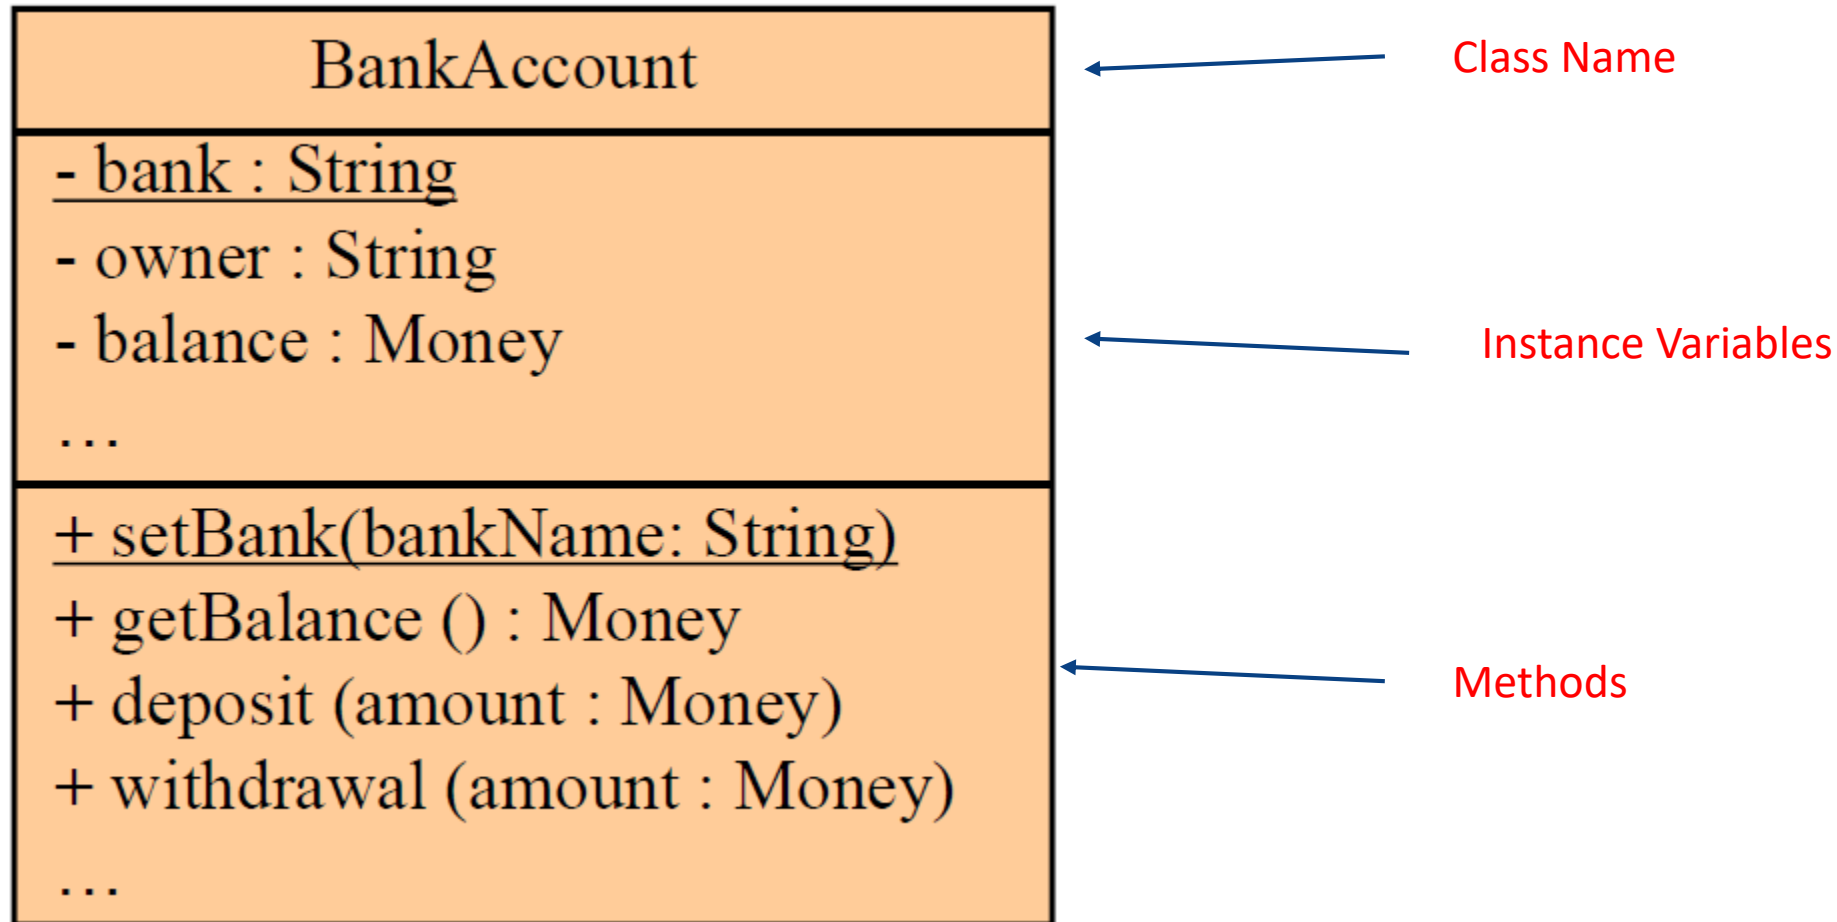 BankAccount
Class Name
- bank : String
- owner : String
- balance : Money
…
Instance Variables
+ setBank(bankName: String)
+ getBalance () : Money
+ deposit (amount : Money)
+ withdrawal (amount : Money)
…
Methods